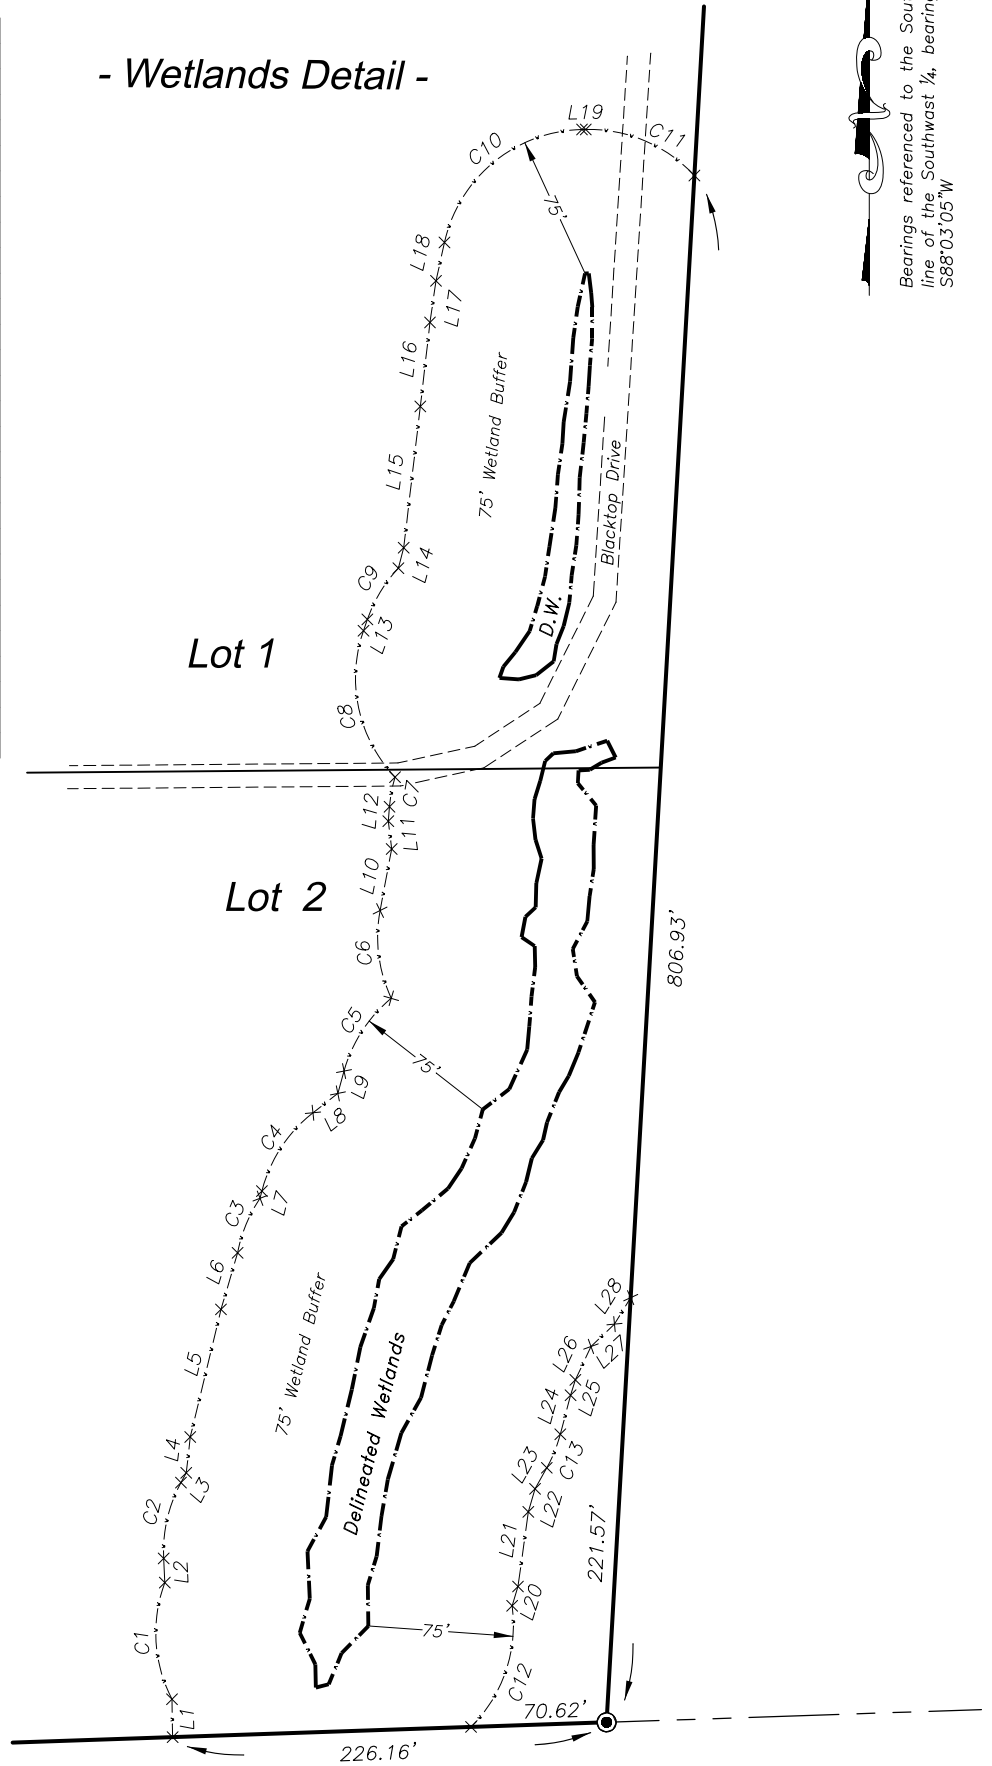 - Wetlands Detail -
Bearings referenced to the Sou
line of the Southwast ¼, bearing
S88°03'05"W
L19
C10
C11
75'
L18
L17
L16
75' Wetland Buffer
L15
Blacktop Drive
L14
C9
D.W.
L13
Lot 1
C8
C7
L12
L11
L10
Lot 2
806.93'
C6
C5
75'
L9
L8
C4
L7
C3
L6
L28
75' Wetland Buffer
L27
L26
L5
Delineated Wetlands
L25
L24
L4
C13
L3
L23
C2
L22
221.57'
L21
L2
L20
75'
C1
C12
L1
70.62'
226.16'